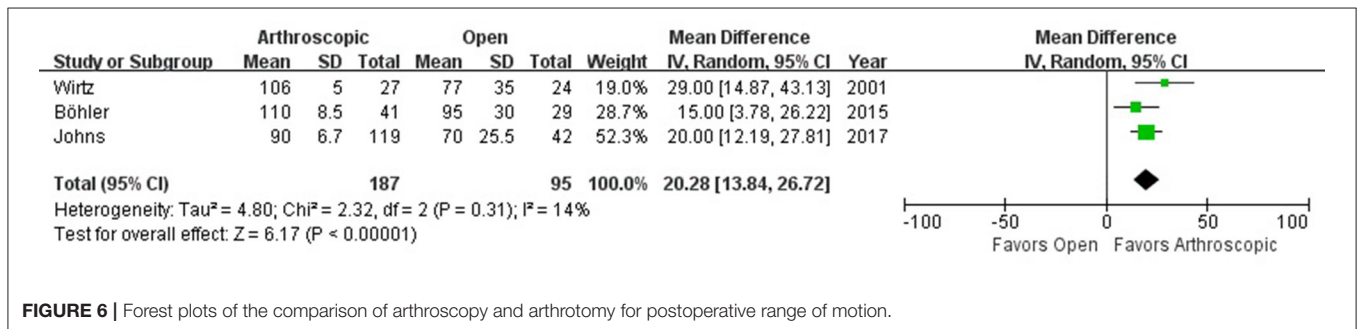 Arthroscopic Open Mean Difference Mean Difference
Study or Subgroup Mean SD Total Mean SD Total Weight IV, Random, 95% CI Year IV, Random, 95% CI
Wirtz 106 5 27 77 35 24 19.0% 29.00 [14.87, 43.13] 2001
Böhler 110 8.5 41 95 30 29 28.7% 15.00 [3.78, 26.22] 2015
Johns 90 6.7 119 70 25.5 42 52.3% 20.00 [12.19, 27.81] 2017
Total (95% CI) 187 95 100.0% 20.28 [13.84, 26.72]
Heterogeneity: Tau² = 4.80; Chi² = 2.32, df = 2 (P = 0.31); I² = 14%
Test for overall effect: Z = 6.17 (P < 0.00001)
-100 -50 0 50 100
Favors Open Favors Arthroscopic
FIGURE 6 | Forest plots of the comparison of arthroscopy and arthrotomy for postoperative range of motion.